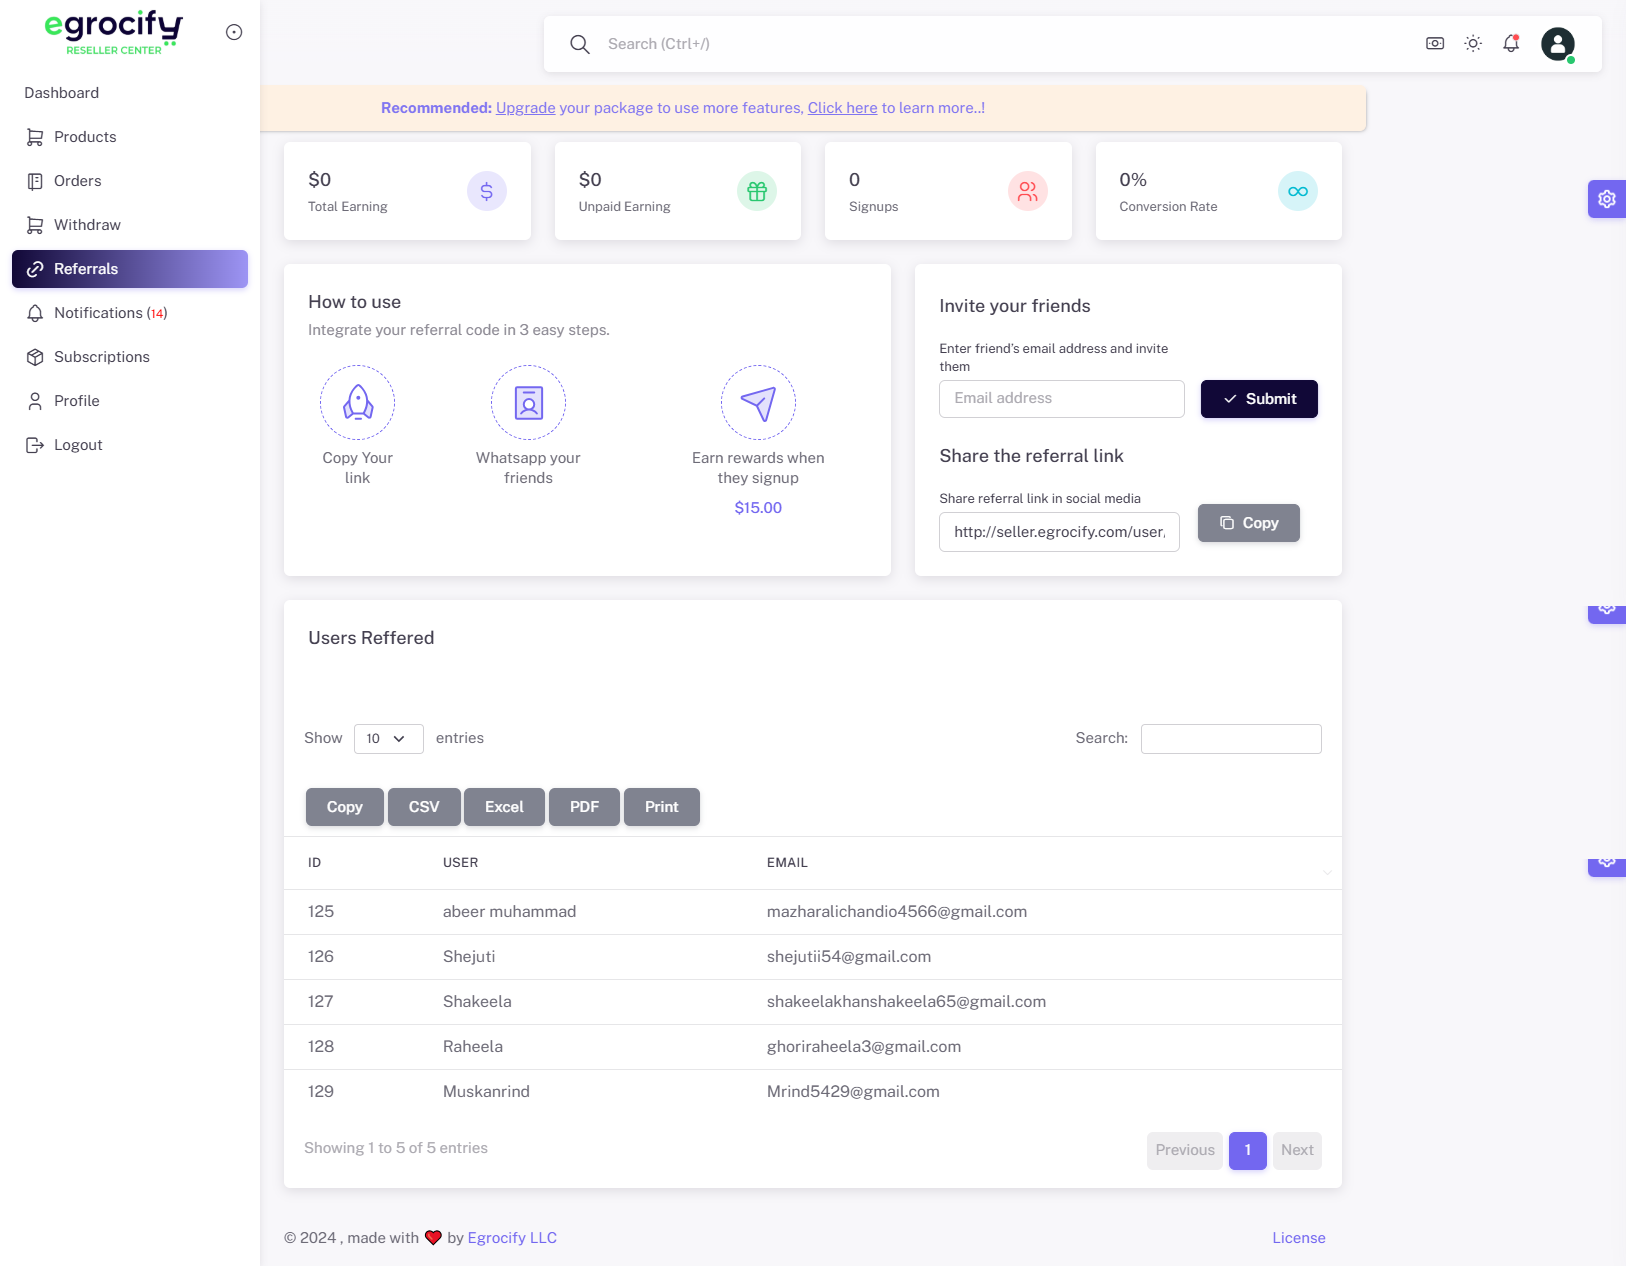 egrocify
RESELLER CENTER
Search (Ctrl+/)
Dashboard
Products
Orders
Withdraw
Referrals
Notifications (14)
Subscriptions
Profile
Logout
Recommended: Upgrade your package to use more features, Click here to learn more..!
$0
Total Earning
$0
Unpaid Earning
0
Signups
0%
Conversion Rate
How to use
Integrate your referral code in 3 easy steps.
Copy Your
link
Whatsapp your
friends
Earn rewards when
they signup
$15.00
Invite your friends
Enter friend's email address and invite
them
Email address
Submit
Share the referral link
Share referral link in social media
http://seller.egrocify.com/user,
Copy
Users Reffered
Show 10 entries
Search:
Copy CSV Excel PDF Print
ID USER EMAIL
125 abeer muhammad mazharalichandio4566@gmail.com
126 Shejuti shejutii54@gmail.com
127 Shakeela shakeelakhanshakeela65@gmail.com
128 Raheela ghoriraheela3@gmail.com
129 Muskanrind Mrind5429@gmail.com
Showing 1 to 5 of 5 entries
Previous 1 Next
© 2024 , made with ❤️ by Egrocify LLC
License